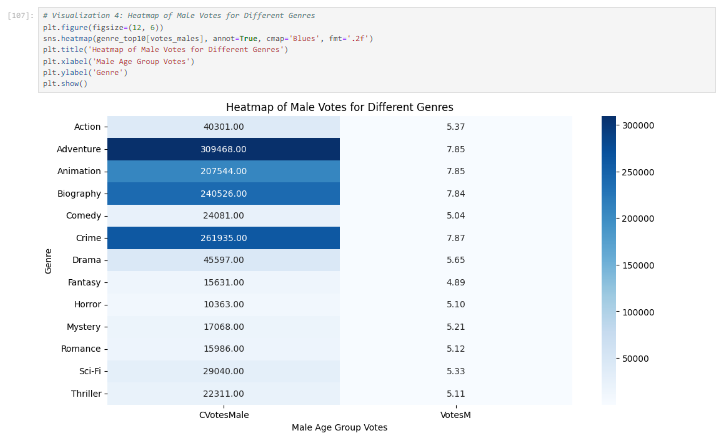 [107]: # Visualization 4: Heatmap of Male Votes for Different Genres
plt.figure(figsize=(12, 6))
sns.heatmap(genre_top10[votes_males], annot=True, cmap='Blues', fmt='.2f')
plt.title('Heatmap of Male Votes for Different Genres')
plt.xlabel('Male Age Group Votes')
plt.ylabel('Genre')
plt.show()
Heatmap of Male Votes for Different Genres
Action 40301.00 5.37
Adventure 309468.00 7.85
Animation 207544.00 7.85
Biography 240526.00 7.84
Comedy 24081.00 5.04
Crime 261935.00 7.87
Drama 45597.00 5.65
Fantasy 15631.00 4.89
Horror 10363.00 5.10
Mystery 17068.00 5.21
Romance 15986.00 5.12
Sci-Fi 29040.00 5.33
Thriller 22311.00 5.11
Genre
CVotesMale VotesM
Male Age Group Votes
300000
250000
200000
150000
100000
50000